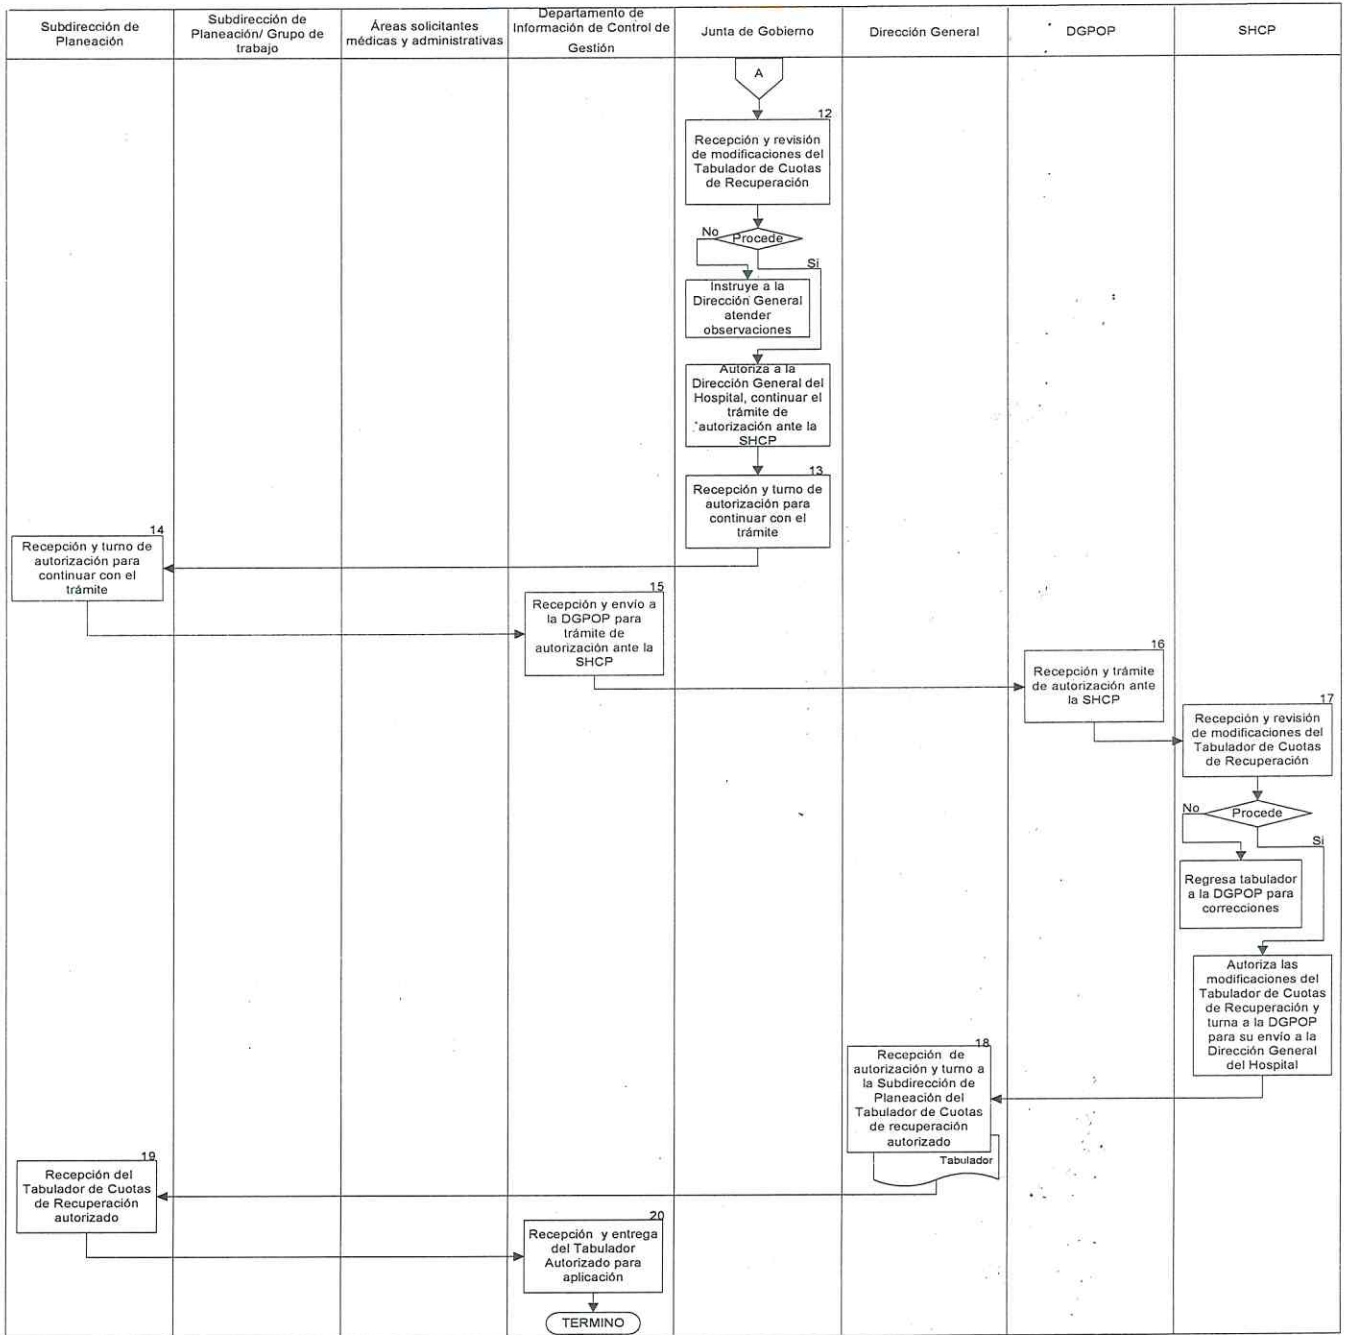 Subdirección de
Planeación
Subdirección de
Planeación/ Grupo de
trabajo
Áreas solicitantes
médicas y administrativas
Departamento de
Información de Control de
Gestión
Junta de Gobierno
Dirección General
DGPOP
SHCP
A
12
Recepción y revisión
de modificaciones del
Tabulador de Cuotas
de Recuperación
No
Procede
Si
Instruye a la
Dirección General
atender
observaciones
Autoriza a la
Dirección General del
Hospital, continuar el
trámite de
autorización ante la
SHCP
13
Recepción y turno de
autorización para
continuar con el
trámite
14
Recepción y turno de
autorización para
continuar con el
trámite
15
Recepción y envío a
la DGPOP para
trámite de
autorización ante la
SHCP
16
Recepción y trámite
de autorización ante
la SHCP
17
Recepción y revisión
de modificaciones del
Tabulador de Cuotas
de Recuperación
No
Procede
Si
Regresa tabulador
a la DGPOP para
correcciones
Autoriza las
modificaciones del
Tabulador de Cuotas
de Recuperación y
turna a la DGPOP
para su envío a la
Dirección General
del Hospital
18
Recepción de
autorización y turno a
la Subdirección de
Planeación del
Tabulador de Cuotas
de recuperación
autorizado
Tabulador
19
Recepción del
Tabulador de Cuotas
de Recuperación
autorizado
20
Recepción y entrega
del Tabulador
Autorizado para
aplicación
TERMINO